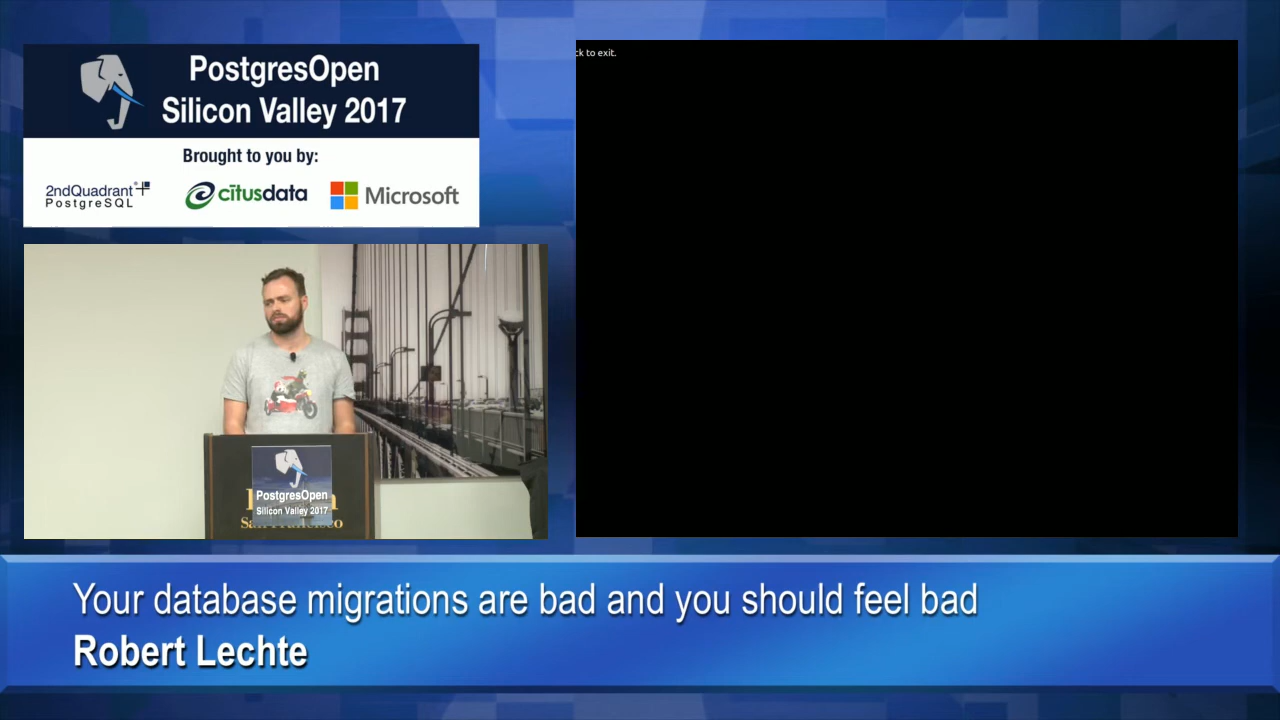 PostgresOpen
Silicon Valley 2017
Brought to you by:
2ndQuadrant
PostgreSQL
citusdata
Microsoft
ck to exit.
PostgresOpen
Silicon Valley 2017
Your database migrations are bad and you should feel bad
Robert Lechte